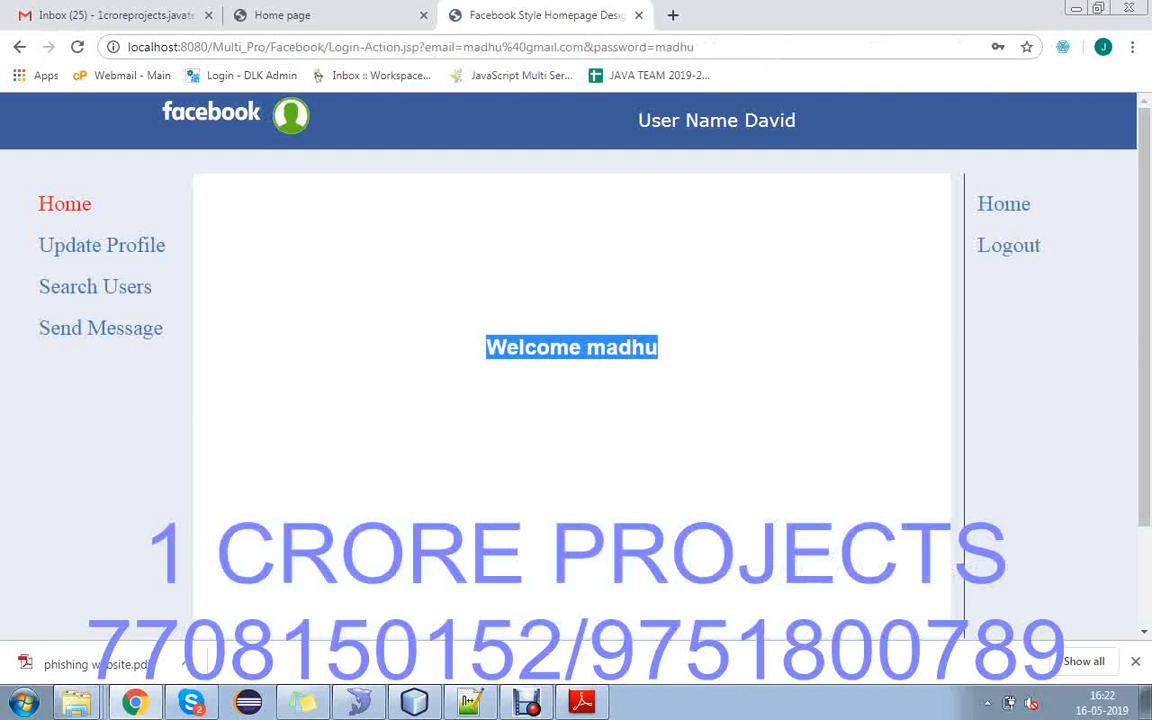 Inbox (25) - 1croreprojects.javate
Home page
Facebook Style Homepage Desig
localhost:8080/Multi_Pro/Facebook/Login-Action.jsp?email=madhu%40gmail.com&password=madhu
J
Apps
cP Webmail - Main
Login - DLK Admin
Inbox :: Workspace...
JavaScript Multi Ser...
JAVA TEAM 2019-2...
facebook
User Name David
Home
Update Profile
Search Users
Send Message
Welcome madhu
Home
Logout
1 CRORE PROJECTS
7708150152/9751800789
phishing website.pdf
Show all
2
16:22
16-05-2019